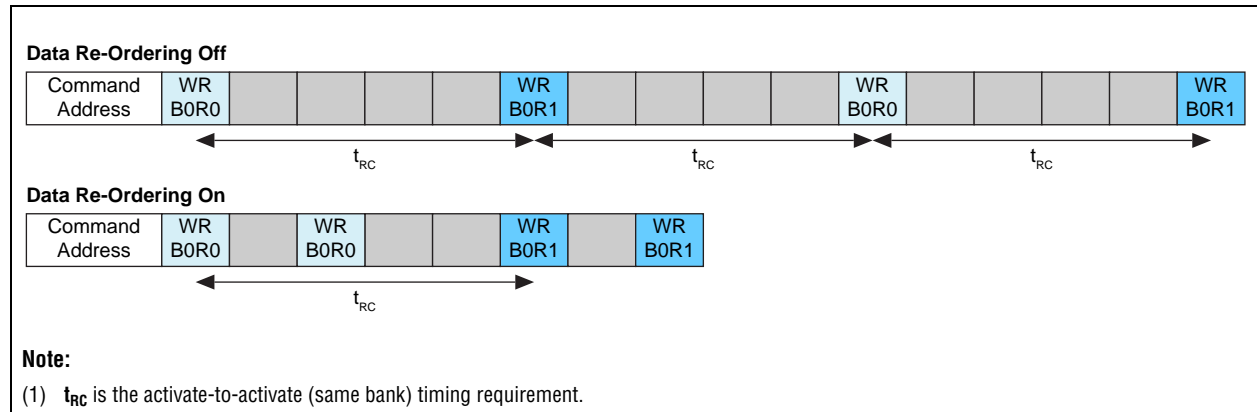 Data Re-Ordering Off
Command Address WR B0R0 WR B0R1 WR B0R0 WR B0R1
tRC tRC tRC
Data Re-Ordering On
Command Address WR B0R0 WR B0R0 WR B0R1 WR B0R1
tRC
Note:
(1) tRC is the activate-to-activate (same bank) timing requirement.